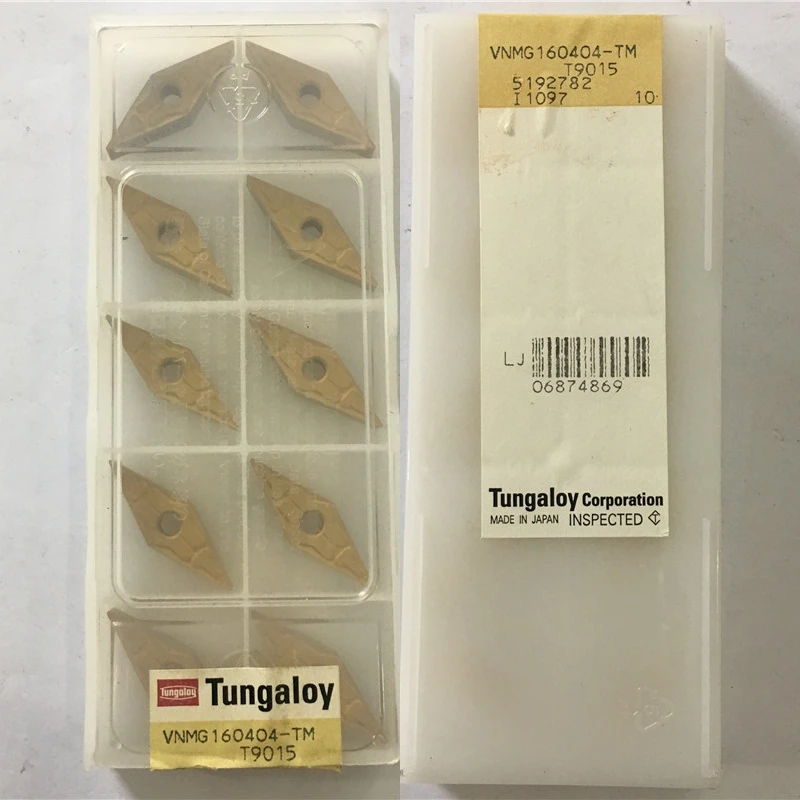 Tungaloy
Tungaloy
VNMG160404-TM
T9015
VNMG160404-TM
T9015
5192782
I1097 10
LJ
06874869
Tungaloy Corporation
MADE IN JAPAN INSPECTED